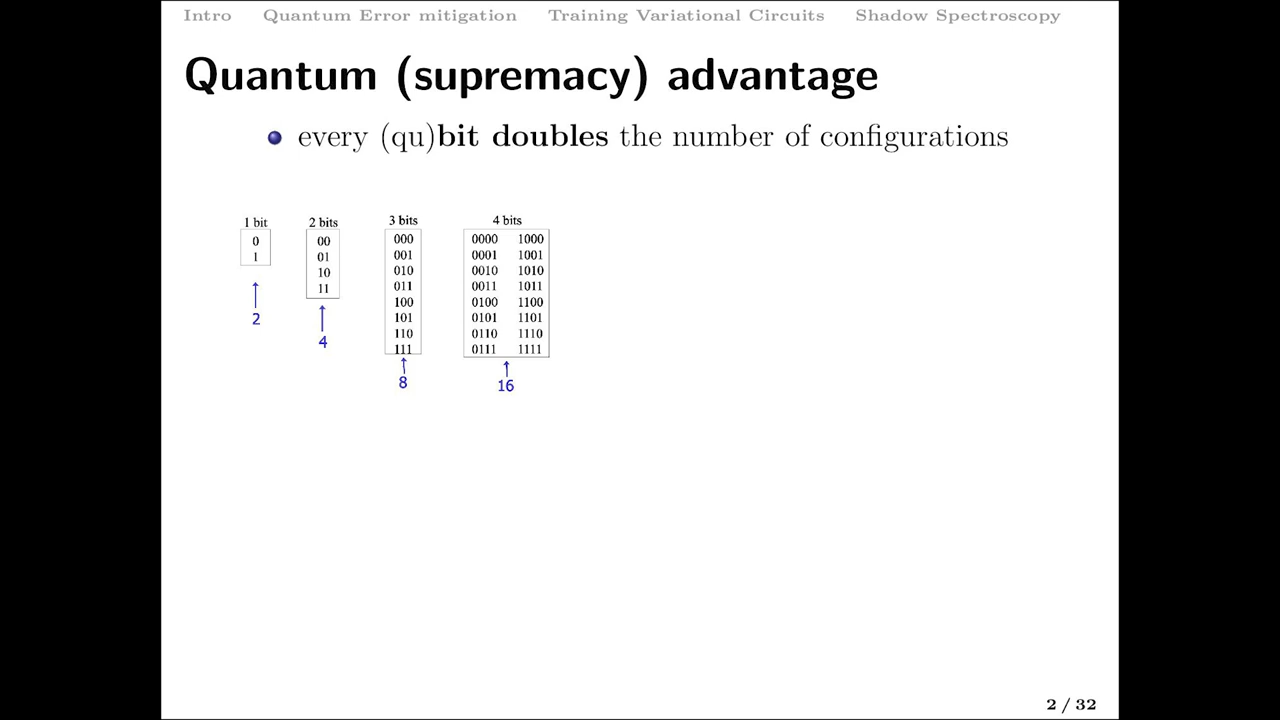 Intro Quantum Error mitigation Training Variational Circuits Shadow Spectroscopy
Quantum (supremacy) advantage
every (qu)bit doubles the number of configurations
1 bit 2 bits 3 bits 4 bits
0 00 000 0000 1000
1 01 001 0001 1001
10 010 0010 1010
11 011 0011 1011
100 0100 1100
101 0101 1101
110 0110 1110
111 0111 1111
2 4 8 16
2 / 32